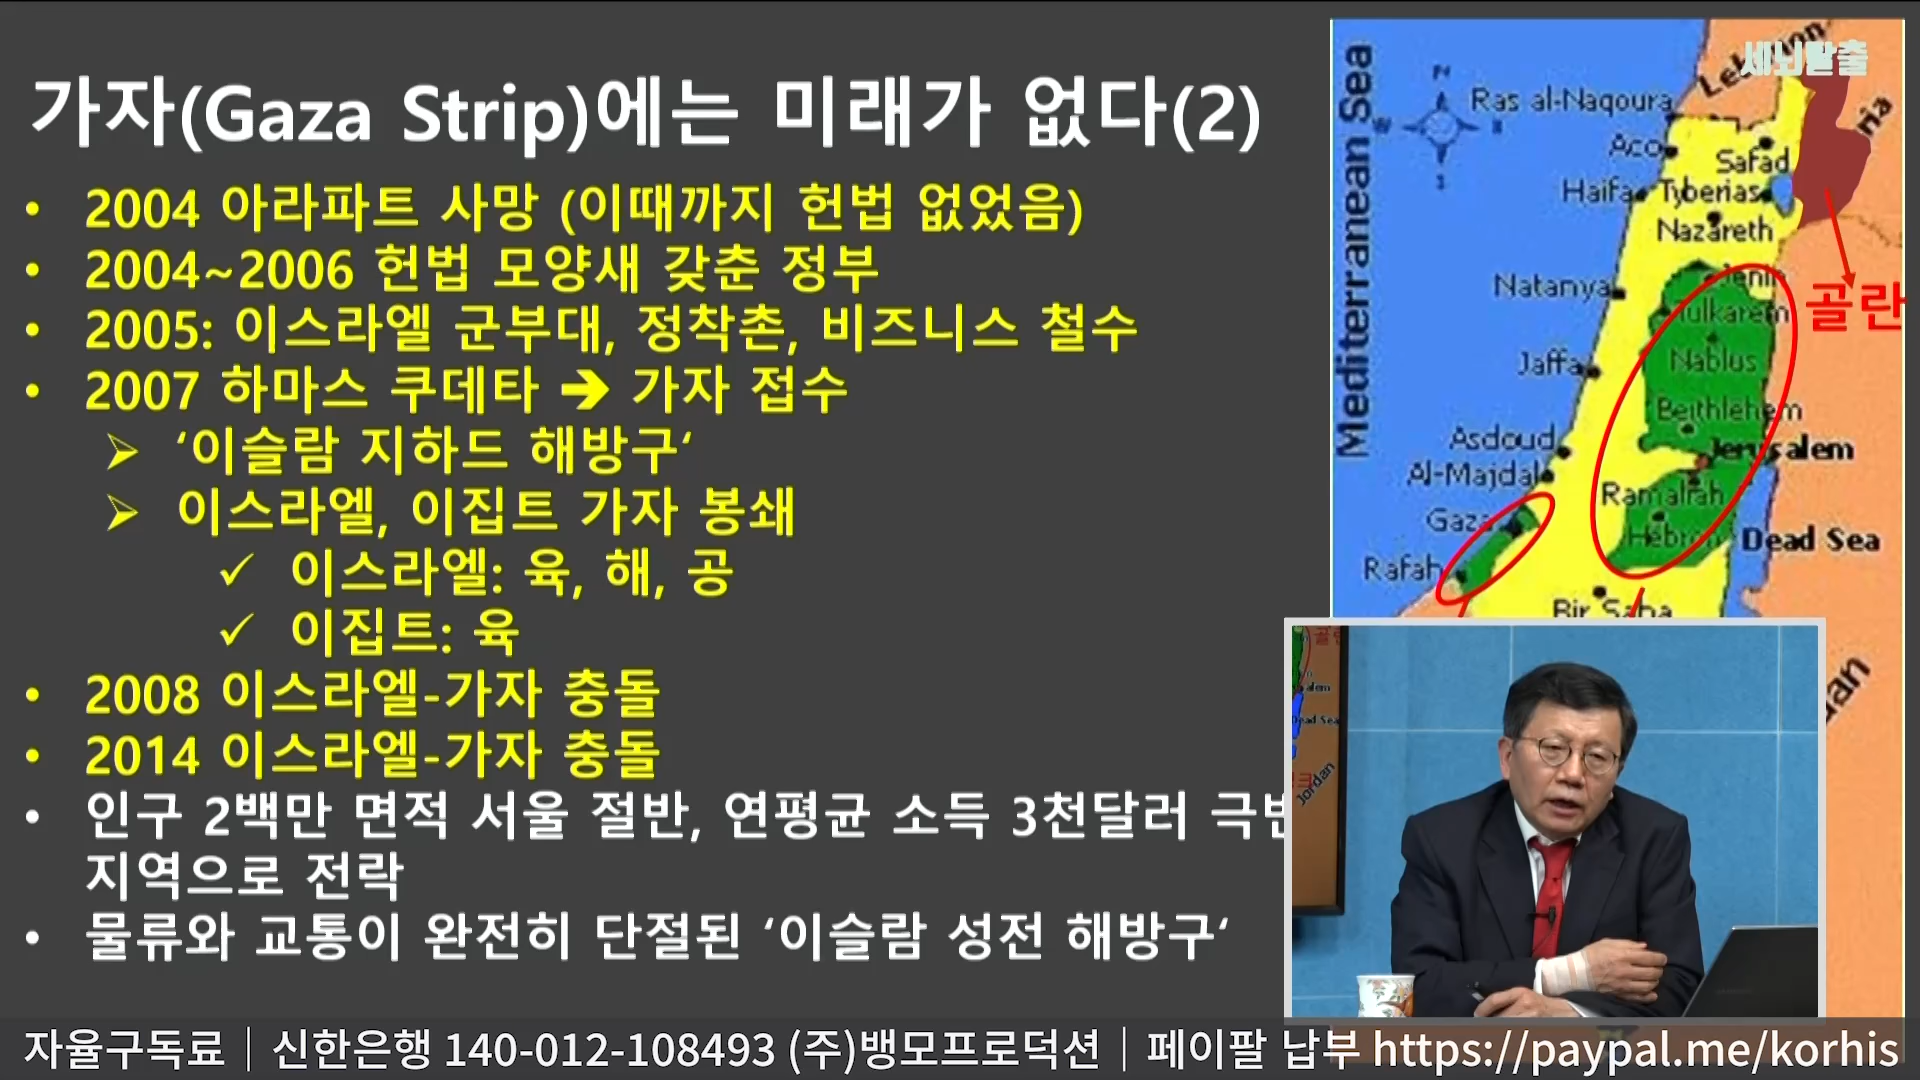 가자(Gaza Strip)에는 미래가 없다(2)
• 2004 아라파트 사망 (이때까지 헌법 없었음)
• 2004~2006 헌법 모양새 갖춘 정부
• 2005: 이스라엘 군부대, 정착촌, 비즈니스 철수
• 2007 하마스 쿠데타 ➔ 가자 접수
➢ ‘이슬람 지하드 해방구‘
➢ 이스라엘, 이집트 가자 봉쇄
✓ 이스라엘: 육, 해, 공
✓ 이집트: 육
• 2008 이스라엘-가자 충돌
• 2014 이스라엘-가자 충돌
• 인구 2백만 면적 서울 절반, 연평균 소득 3천달러
지역으로 전락
• 물류와 교통이 완전히 단절된 ‘이슬람 성전 해방구‘
세뇌탈출
Mediterranean Sea
N
W
S
Ras al-Naqoura
Aco
Safad
Haifa
Tyberias
Nazareth
Natanya
Jenin
Tulkarem
골란
Nablus
Jaffa
Beithlehem
Asdoud
Jerusalem
Al-Majdal
Ramallah
Gaza
Hebron
Dead Sea
Rafah
Bir Saba
Dead Sea
Jordan
자율구독료｜신한은행 140-012-108493 (주)뱅모프로덕션｜페이팔 납부 https://paypal.me/korhis